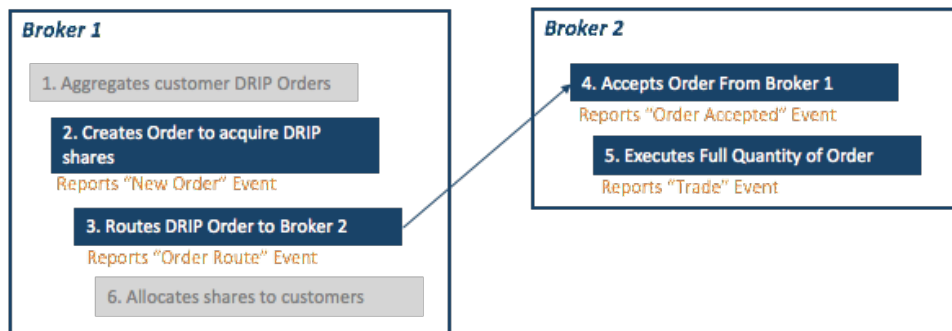 Broker 1
1. Aggregates customer DRIP Orders
2. Creates Order to acquire DRIP
shares
Reports "New Order" Event
3. Routes DRIP Order to Broker 2
Reports "Order Route" Event
6. Allocates shares to customers
Broker 2
4. Accepts Order From Broker 1
Reports "Order Accepted" Event
5. Executes Full Quantity of Order
Reports "Trade" Event